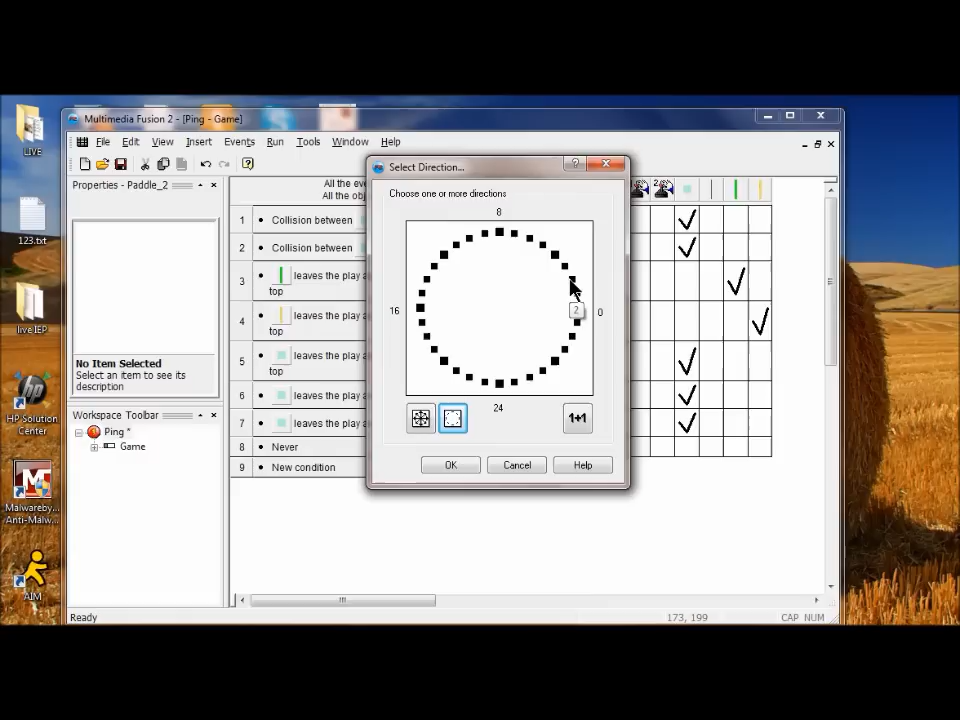 LIVE
123.txt
live IEP
HP Solution
Center
Malwareby...
Anti-Malw...
AIM
Multimedia Fusion 2 - [Ping - Game]
File Edit View Insert Events Run Tools Window Help
Properties - Paddle_2
No Item Selected
Select an item to see its
description
Workspace Toolbar
Ping *
Game
All the eve
All the obj
1 • Collision between
2 • Collision between
3 • leaves the play a
top
4 • leaves the play a
top
5 • leaves the play a
top
6 • leaves the play a
7 • leaves the play a
8 • Never
9 • New condition
Select Direction...
Choose one or more directions
8
16
0
2
24
1+1
OK Cancel Help
Ready
173, 199
CAP NUM